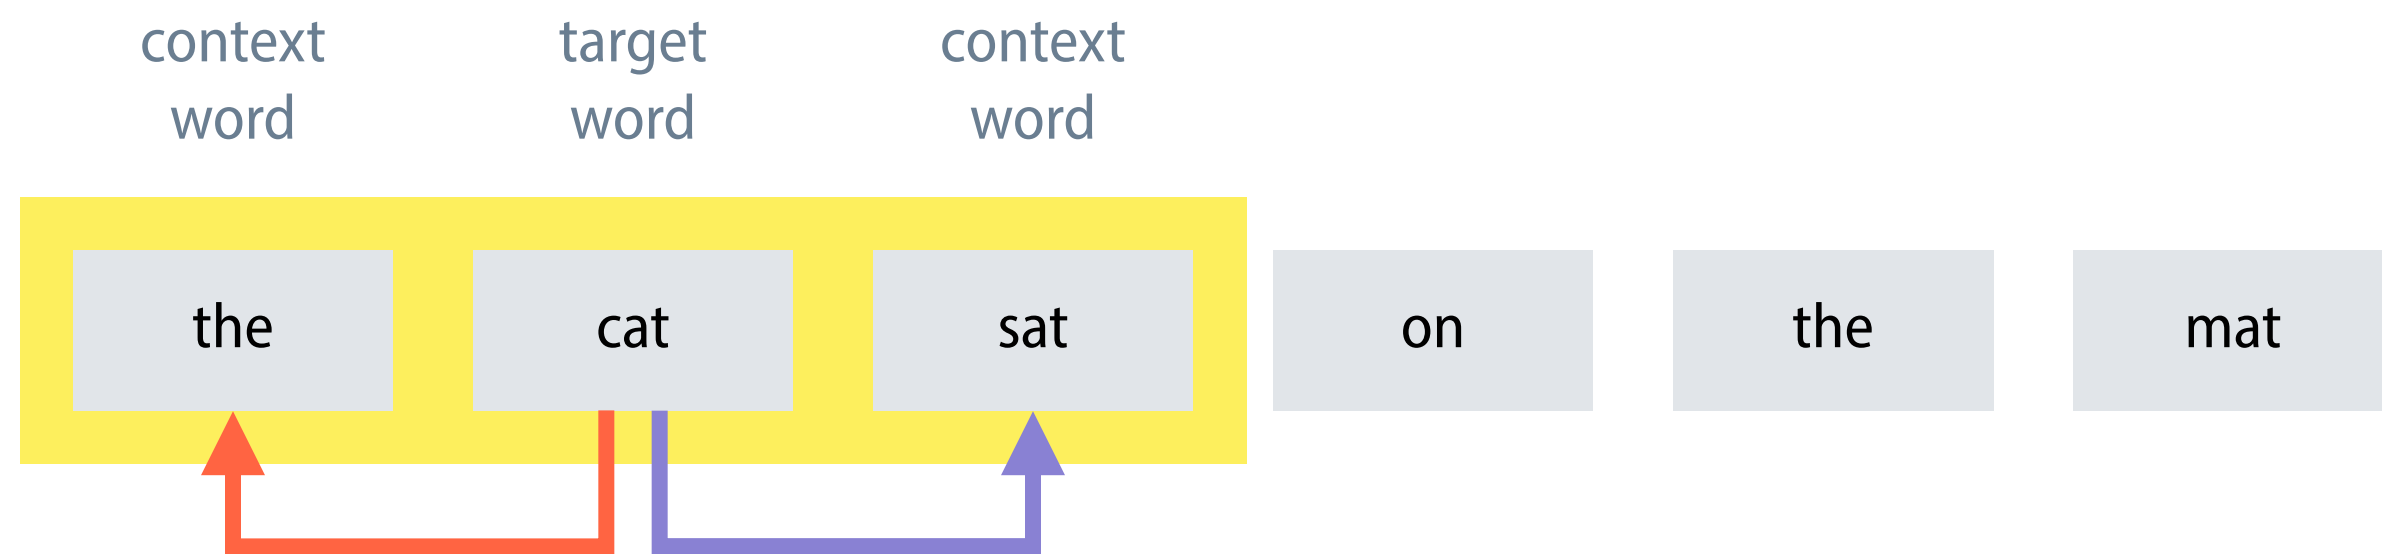 context target context
word word word
the cat sat on the mat